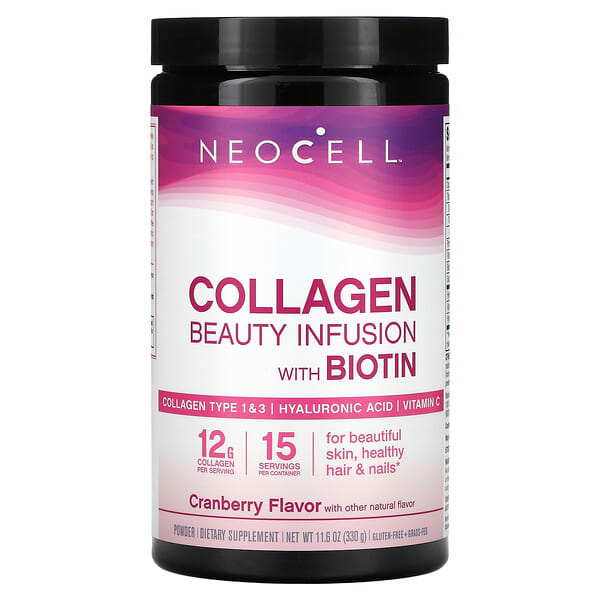 NEOCELL™
COLLAGEN
BEAUTY INFUSION
WITH BIOTIN
COLLAGEN TYPE 1 & 3 | HYALURONIC ACID | VITAMIN C
12G
COLLAGEN
PER SERVING
15
SERVINGS
PER CONTAINER
for beautiful
skin, healthy
hair & nails*
Cranberry Flavor with other natural flavor
POWDER | DIETARY SUPPLEMENT | NET WT 11.6 OZ (330 g) | GLUTEN-FREE + GRASS-FED